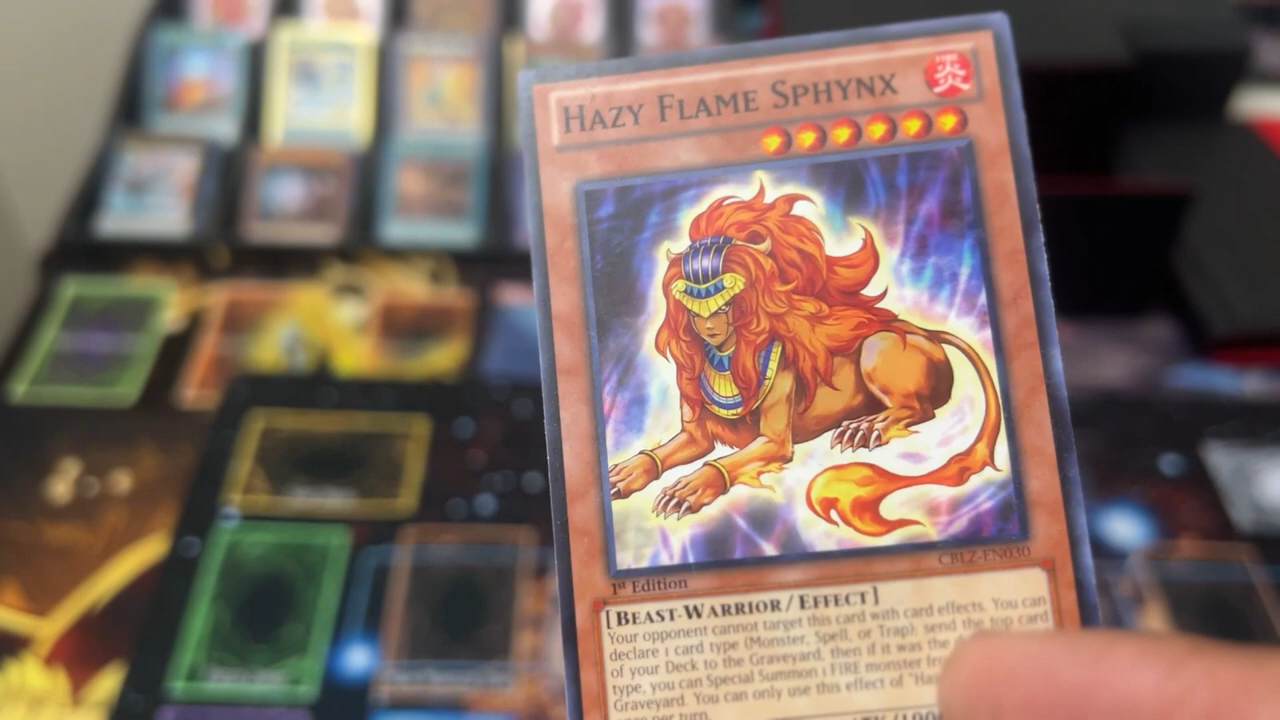 HAZY FLAME SPHYNX
炎
CBLZ-EN030
1st Edition
[BEAST-WARRIOR/EFFECT]
Your opponent cannot target this card with card effects. You can
declare 1 card type (Monster, Spell, or Trap); send the top card
of your Deck to the Graveyard, then if it was the
type, you can Special Summon 1 FIRE monster
Graveyard. You can only use this effect of "
once per turn.